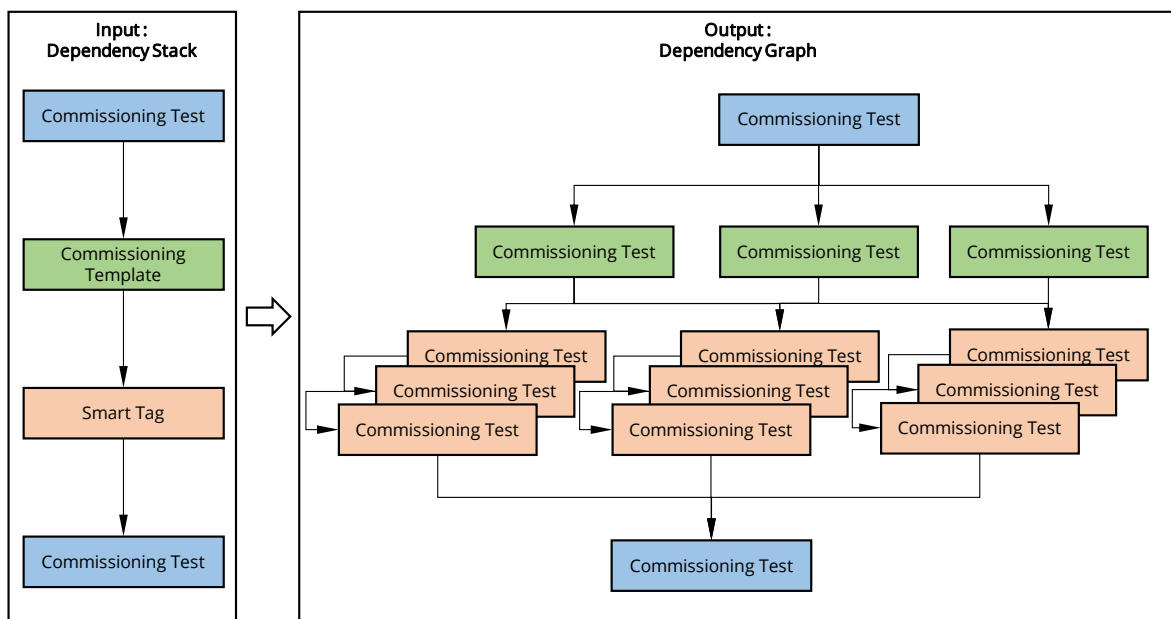 Input :
Dependency Stack
Commissioning Test
Commissioning
Template
Smart Tag
Commissioning Test
Output :
Dependency Graph
Commissioning Test
Commissioning Test
Commissioning Test
Commissioning Test
Commissioning Test
Commissioning Test
Commissioning Test
Commissioning Test
Commissioning Test
Commissioning Test
Commissioning Test
Commissioning Test
Commissioning Test
Commissioning Test